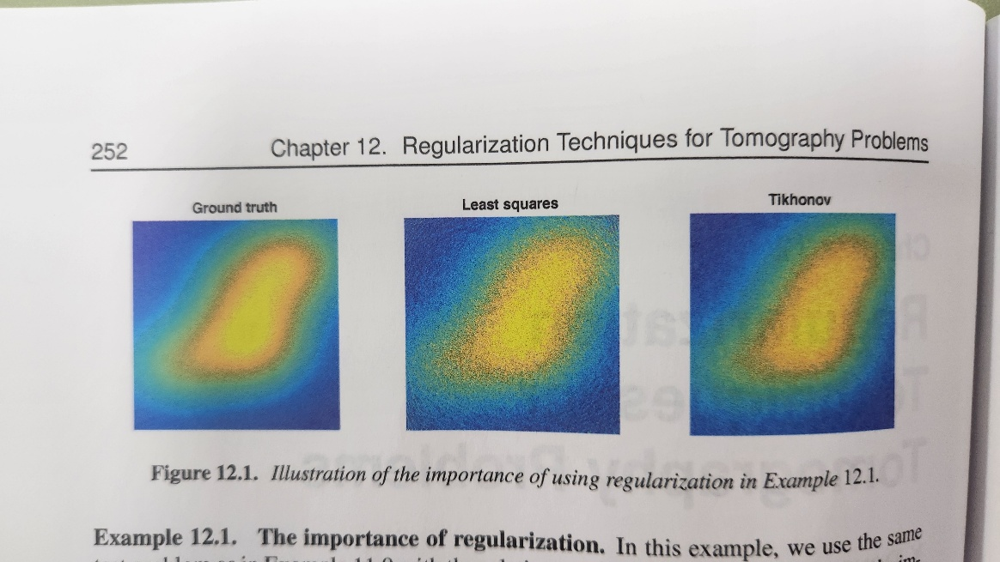 252 Chapter 12. Regularization Techniques for Tomography Problems
Ground truth Least squares Tikhonov
Figure 12.1. Illustration of the importance of using regularization in Example 12.1.
Example 12.1. The importance of regularization. In this example, we use the same